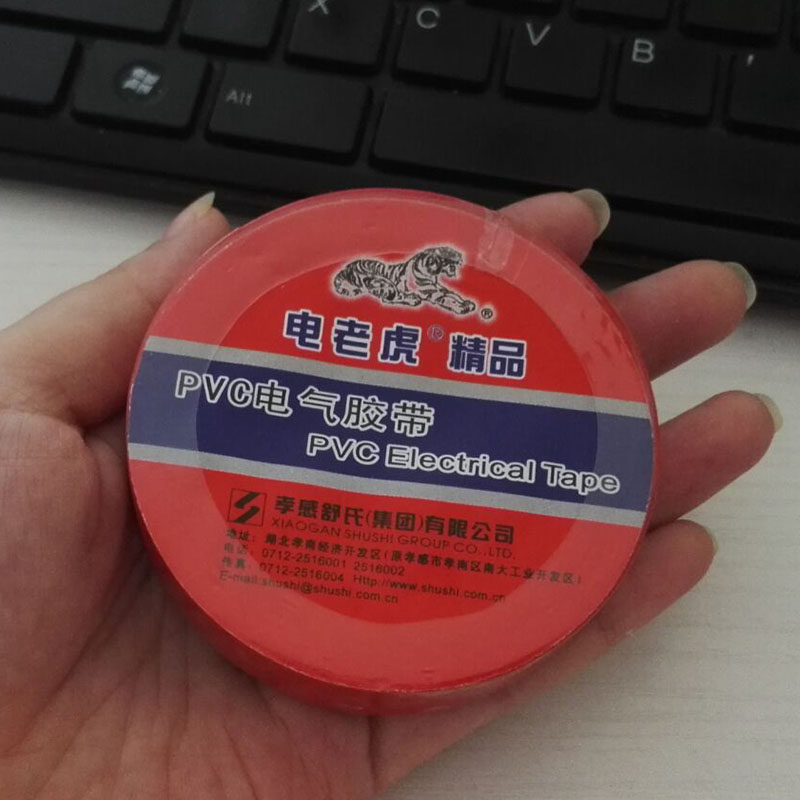 X
C
V
B
N
Alt
®
电老虎®精品
PVC电气胶带
PVC Electrical Tape
孝感舒氏(集团)有限公司
XIAOGAN SHUSHI GROUP CO.,LTD.
地址: 湖北孝南经济开发区(原孝感市孝南区南大工业开发区)
电话: 0712-2516001 2516002
传真: 0712-2516004 Http://www.shushi.com.cn
E-mail:shushi@shushi.com.cn